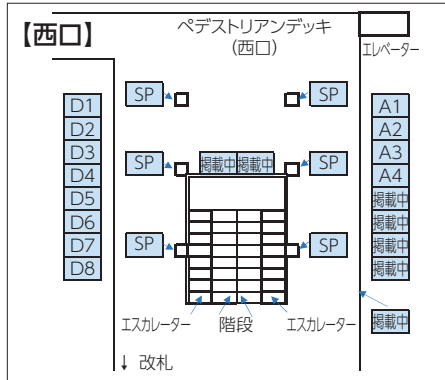 【西口】
ペデストリアンデッキ
(西口)
エレベーター
SP
SP
D1
D2
D3
D4
D5
D6
D7
D8
A1
A2
A3
A4
掲載中
掲載中
掲載中
掲載中
SP
掲載中
掲載中
SP
SP
SP
掲載中
エスカレーター
階段
エスカレーター
↓ 改札